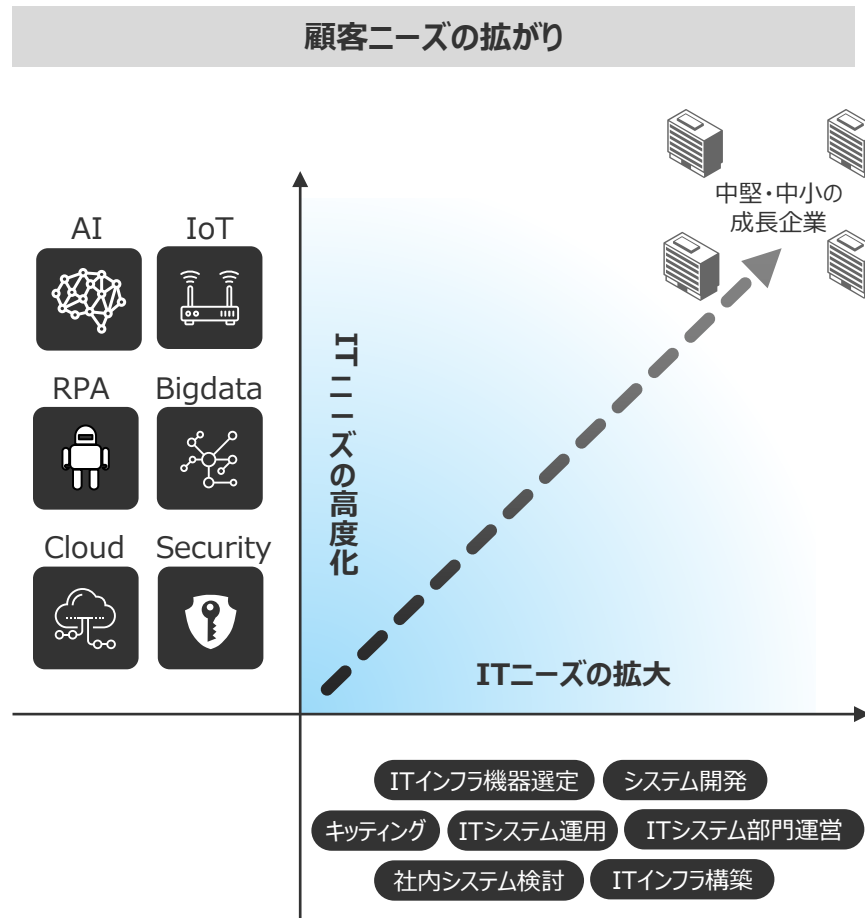 顧客ニーズの拡がり
中堅・中小の
成長企業
AI
IoT
RPA
Bigdata
Cloud
Security
ITニーズの高度化
ITニーズの拡大
ITインフラ機器選定
システム開発
キッティング
ITシステム運用
ITシステム部門運営
社内システム検討
ITインフラ構築